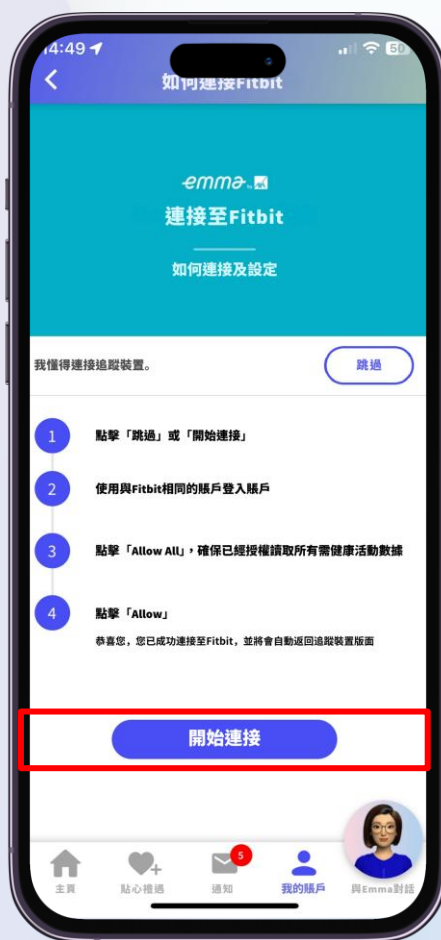 14:49
50
如何連接Fitbit
emma by AXA
連接至Fitbit
如何連接及設定
我懂得連接追蹤裝置。
跳過
1
點擊「跳過」或「開始連接」
2
使用與Fitbit相同的賬戶登入賬戶
3
點擊「Allow All」，確保已經授權讀取所有需健康活動數據
4
點擊「Allow」
恭喜您，您已成功連接至Fitbit，並將會自動返回追蹤裝置版面
開始連接
5
主頁
貼心禮遇
通知
我的賬戶
與Emma對話